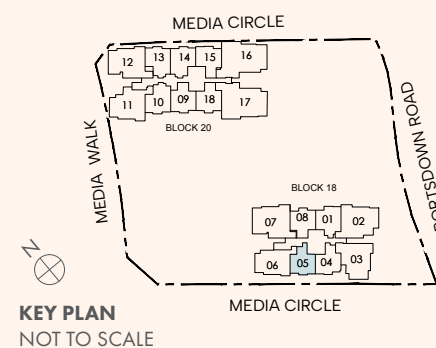 MEDIA CIRCLE
12 13 14 15 16
11 10 09 18 17
BLOCK 20
MEDIA WALK
PORTSDOWN ROAD
BLOCK 18
07 08 01 02
06 05 04 03
N
MEDIA CIRCLE
KEY PLAN
NOT TO SCALE